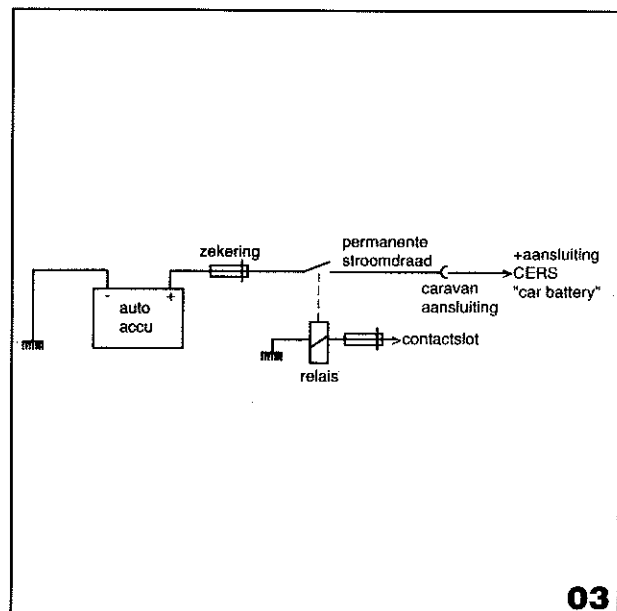 zekering
permanente
stroomdraad
+aansluiting
CERS
"car battery"
caravan
aansluiting
- +
auto
accu
contactslot
relais
03